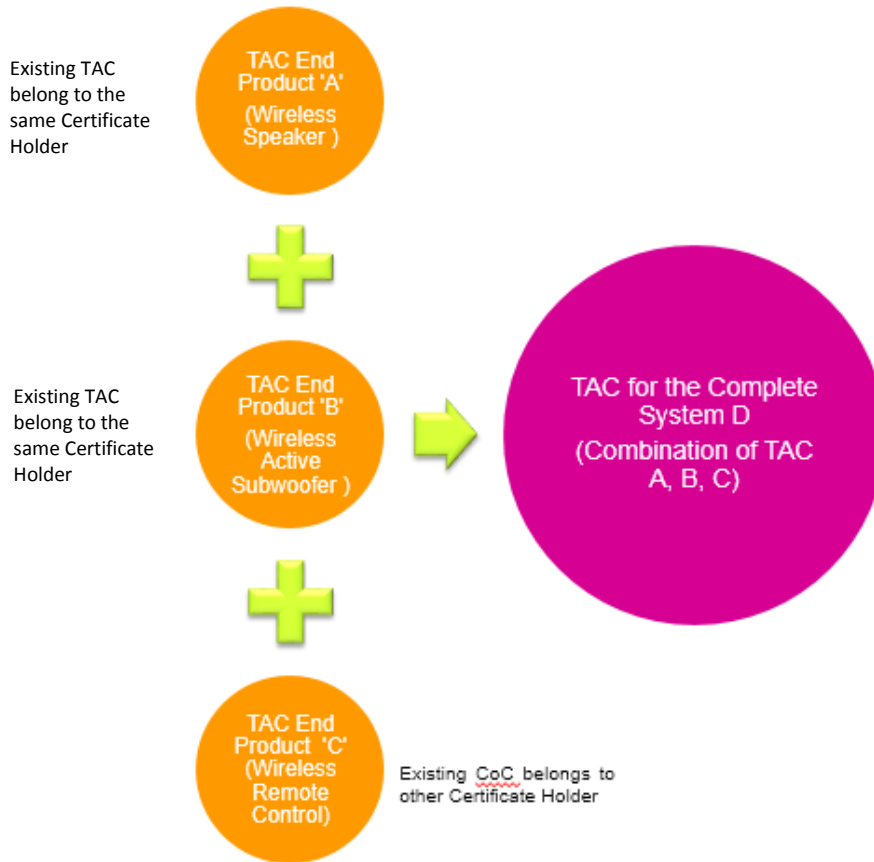 Existing TAC
belong to the
same Certificate
Holder
TAC End
Product 'A'
(Wireless
Speaker )
Existing TAC
belong to the
same Certificate
Holder
TAC End
Product 'B'
(Wireless
Active
Subwoofer )
TAC for the Complete
System D
(Combination of TAC
A, B, C)
TAC End
Product 'C'
(Wireless
Remote
Control)
Existing CoC belongs to
other Certificate Holder